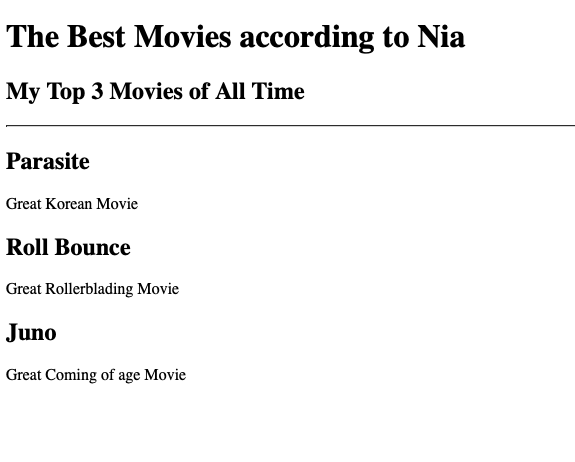 The Best Movies according to Nia
My Top 3 Movies of All Time
Parasite
Great Korean Movie
Roll Bounce
Great Rollerblading Movie
Juno
Great Coming of age Movie